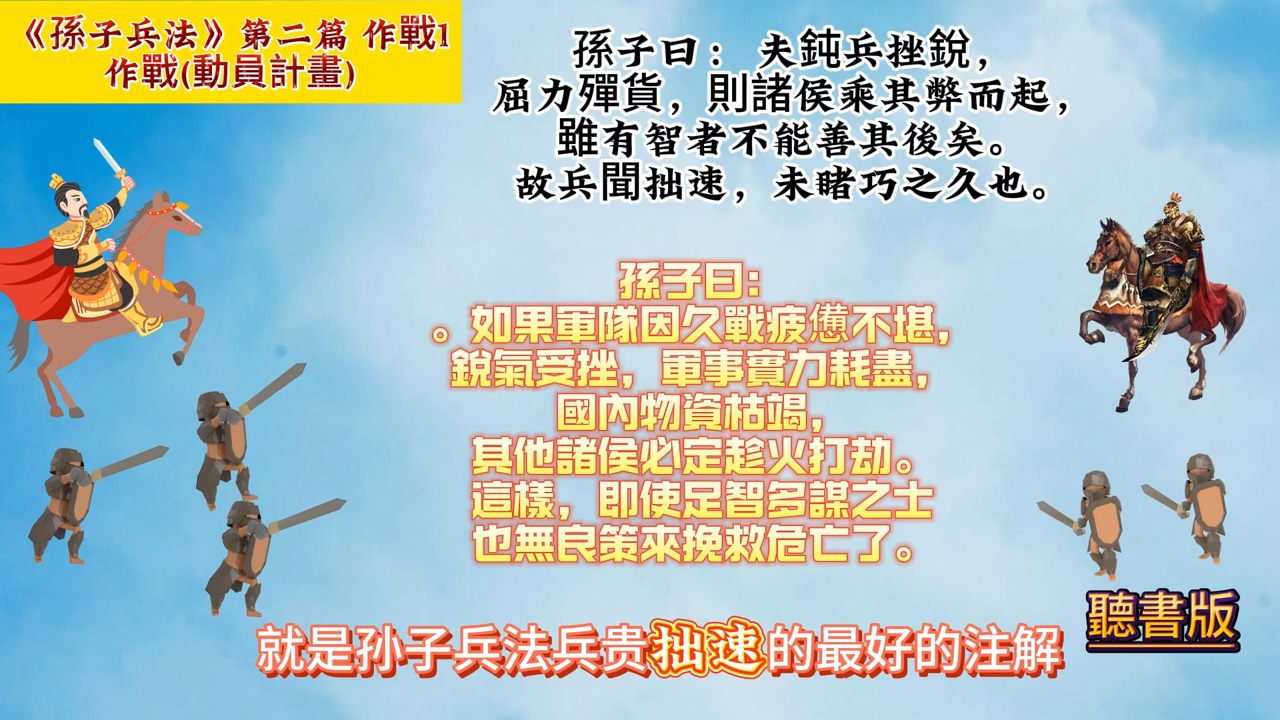 《孫子兵法》第二篇 作戰1
作戰(動員計畫)
孫子曰：夫鈍兵挫銳，
屈力殫貨，則諸侯乘其弊而起，
雖有智者不能善其後矣。
故兵聞拙速，未睹巧之久也。
孫子曰：
。如果軍隊因久戰疲憊不堪，
銳氣受挫，軍事實力耗盡，
國內物資枯竭，
其他諸侯必定趁火打劫。
這樣，即使足智多謀之士
也無良策來挽救危亡了。
聽書版
就是孙子兵法兵贵拙速的最好的注解